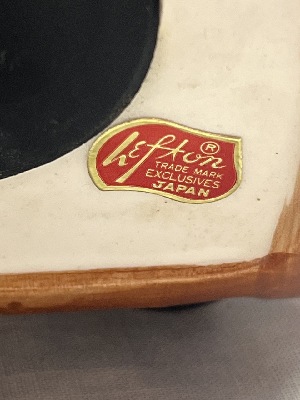 Lefton ®
TRADE MARK
EXCLUSIVES
JAPAN